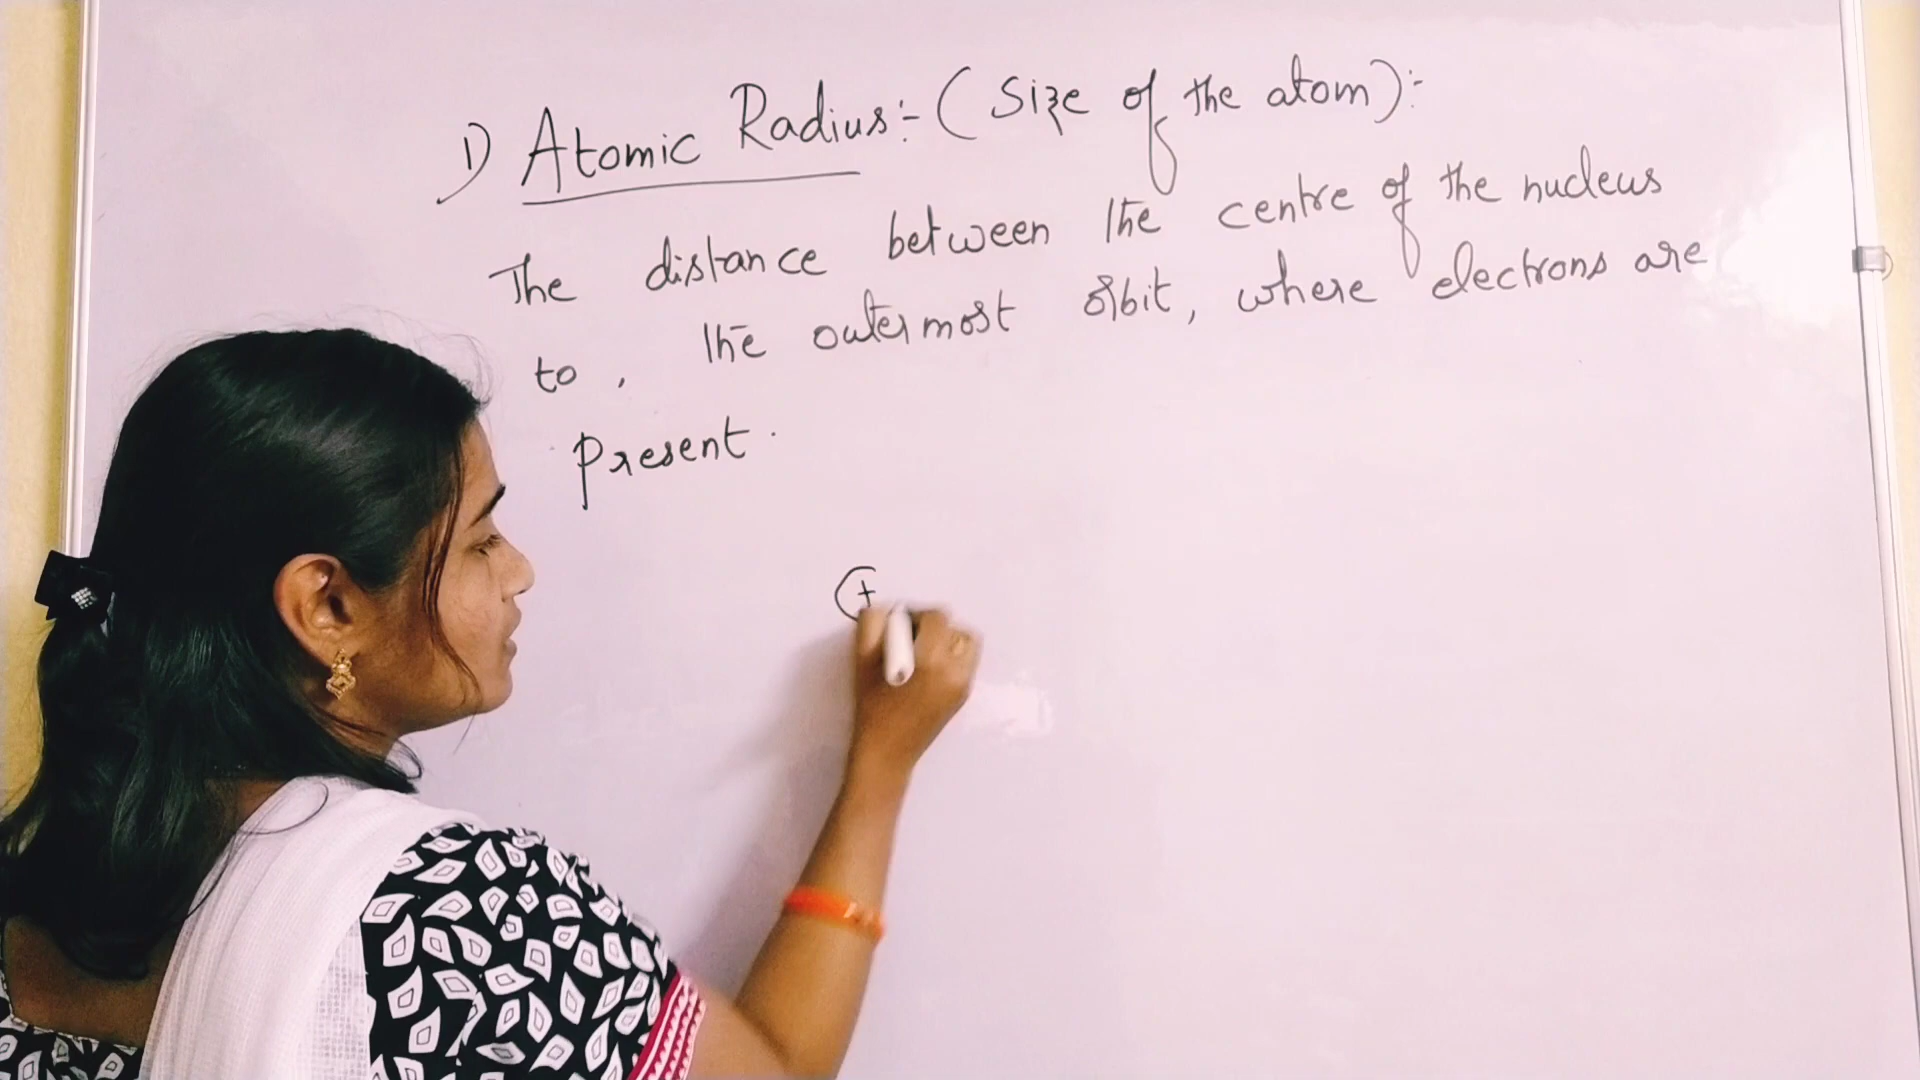 1) Atomic Radius:- (Size of the atom):-
The distance between the centre of the nucleus
to, the outermost orbit, where electrons are
present.
+